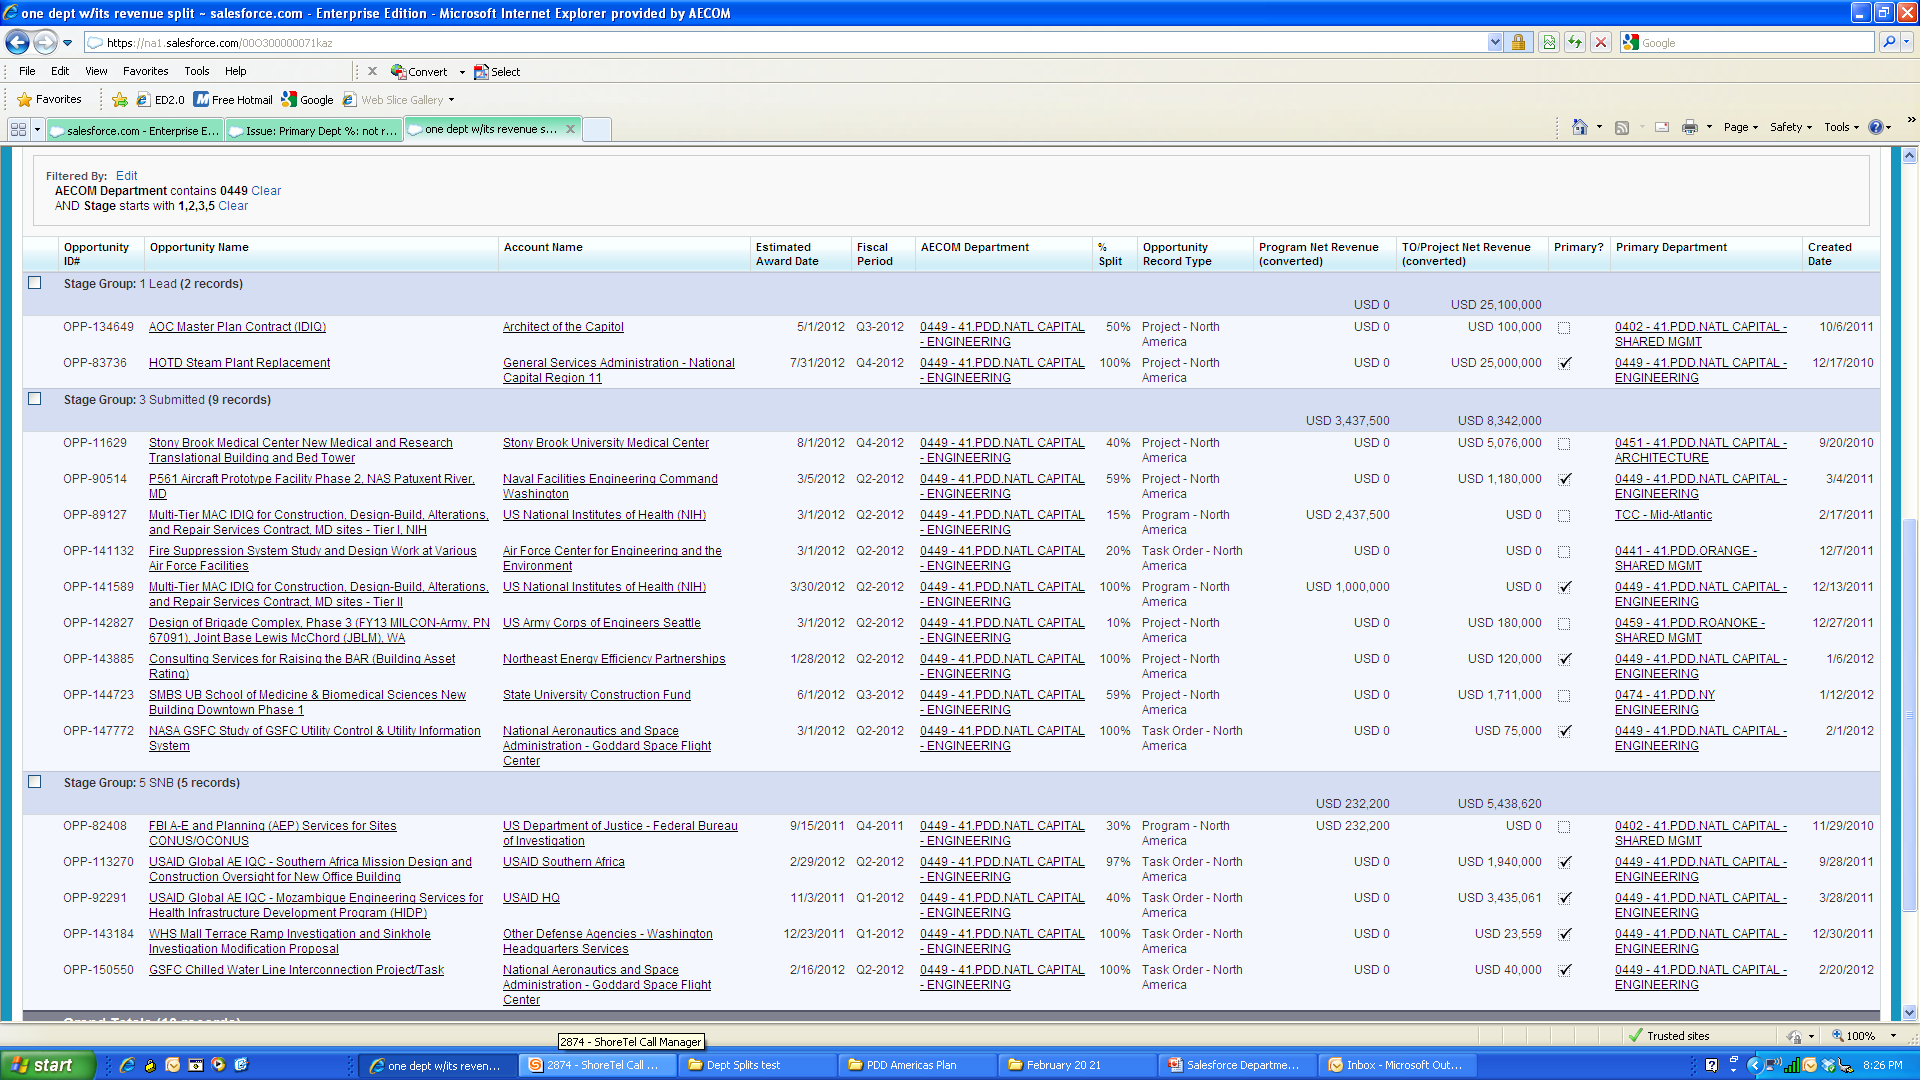 one dept w/its revenue split ~ salesforce.com - Enterprise Edition - Microsoft Internet Explorer provided by AECOM
https://na1.salesforce.com/00O300000071kaz
Google
File Edit View Favorites Tools Help
Convert Select
Favorites ED2.0 Free Hotmail Google Web Slice Gallery
salesforce.com - Enterprise E... Issue: Primary Dept %: not r... one dept w/its revenue s... Page Safety Tools
Filtered By: Edit
AECOM Department contains 0449 Clear
AND Stage starts with 1,2,3,5 Clear
Opportunity Opportunity Name Account Name Estimated Fiscal AECOM Department % Opportunity Program Net Revenue TO/Project Net Revenue Primary? Primary Department Created
ID# Award Date Period Split Record Type (converted) (converted) Date
Stage Group: 1 Lead (2 records)
USD 0 USD 25,100,000
OPP-134649 AOC Master Plan Contract (IDIQ) Architect of the Capitol 5/1/2012 Q3-2012 0449 - 41.PDD.NATL CAPITAL 50% Project - North USD 0 USD 100,000 0402 - 41.PDD.NATL CAPITAL - 10/6/2011
- ENGINEERING America SHARED MGMT
OPP-83736 HOTD Steam Plant Replacement General Services Administration - National 7/31/2012 Q4-2012 0449 - 41.PDD.NATL CAPITAL 100% Project - North USD 0 USD 25,000,000 0449 - 41.PDD.NATL CAPITAL - 12/17/2010
Capital Region 11 - ENGINEERING America ENGINEERING
Stage Group: 3 Submitted (9 records)
USD 3,437,500 USD 8,342,000
OPP-11629 Stony Brook Medical Center New Medical and Research Stony Brook University Medical Center 8/1/2012 Q4-2012 0449 - 41.PDD.NATL CAPITAL 40% Project - North USD 0 USD 5,076,000 0451 - 41.PDD.NATL CAPITAL - 9/20/2010
Translational Building and Bed Tower - ENGINEERING America ARCHITECTURE
OPP-90514 P561 Aircraft Prototype Facility Phase 2, NAS Patuxent River, Naval Facilities Engineering Command 3/5/2012 Q2-2012 0449 - 41.PDD.NATL CAPITAL 59% Project - North USD 0 USD 1,180,000 0449 - 41.PDD.NATL CAPITAL - 3/4/2011
MD Washington - ENGINEERING America ENGINEERING
OPP-89127 Multi-Tier MAC IDIQ for Construction, Design-Build, Alterations, US National Institutes of Health (NIH) 3/1/2012 Q2-2012 0449 - 41.PDD.NATL CAPITAL 15% Program - North USD 2,437,500 USD 0 TCC - Mid-Atlantic 2/17/2011
and Repair Services Contract, MD sites - Tier I, NIH - ENGINEERING America
OPP-141132 Fire Suppression System Study and Design Work at Various Air Force Center for Engineering and the 3/1/2012 Q2-2012 0449 - 41.PDD.NATL CAPITAL 20% Task Order - North USD 0 USD 0 0441 - 41.PDD.ORANGE - 12/7/2011
Air Force Facilities Environment - ENGINEERING America SHARED MGMT
OPP-141589 Multi-Tier MAC IDIQ for Construction, Design-Build, Alterations, US National Institutes of Health (NIH) 3/30/2012 Q2-2012 0449 - 41.PDD.NATL CAPITAL 100% Program - North USD 1,000,000 USD 0 0449 - 41.PDD.NATL CAPITAL - 12/13/2011
and Repair Services Contract, MD sites - Tier II - ENGINEERING America ENGINEERING
OPP-142827 Design of Brigade Complex, Phase 3 (FY13 MILCON-Army, PN US Army Corps of Engineers Seattle 3/1/2012 Q2-2012 0449 - 41.PDD.NATL CAPITAL 10% Project - North USD 0 USD 180,000 0459 - 41.PDD.ROANOKE - 12/27/2011
67091), Joint Base Lewis McChord (JBLM), WA - ENGINEERING America SHARED MGMT
OPP-143885 Consulting Services for Raising the BAR (Building Asset Northeast Energy Efficiency Partnerships 1/28/2012 Q2-2012 0449 - 41.PDD.NATL CAPITAL 100% Project - North USD 0 USD 120,000 0449 - 41.PDD.NATL CAPITAL - 1/6/2012
Rating) - ENGINEERING America ENGINEERING
OPP-144723 SMBS UB School of Medicine & Biomedical Sciences New State University Construction Fund 6/1/2012 Q3-2012 0449 - 41.PDD.NATL CAPITAL 59% Project - North USD 0 USD 1,711,000 0474 - 41.PDD.NY 1/12/2012
Building Downtown Phase 1 - ENGINEERING America ENGINEERING
OPP-147772 NASA GSFC Study of GSFC Utility Control & Utility Information National Aeronautics and Space 3/1/2012 Q2-2012 0449 - 41.PDD.NATL CAPITAL 100% Task Order - North USD 0 USD 75,000 0449 - 41.PDD.NATL CAPITAL - 2/1/2012
System Administration - Goddard Space Flight - ENGINEERING America ENGINEERING
Center
Stage Group: 5 SNB (5 records)
USD 232,200 USD 5,438,620
OPP-82408 FBI A-E and Planning (AEP) Services for Sites US Department of Justice - Federal Bureau 9/15/2011 Q4-2011 0449 - 41.PDD.NATL CAPITAL 30% Program - North USD 232,200 USD 0 0402 - 41.PDD.NATL CAPITAL - 11/29/2010
CONUS/OCONUS of Investigation - ENGINEERING America SHARED MGMT
OPP-113270 USAID Global AE IQC - Southern Africa Mission Design and USAID Southern Africa 2/29/2012 Q2-2012 0449 - 41.PDD.NATL CAPITAL 97% Task Order - North USD 0 USD 1,940,000 0449 - 41.PDD.NATL CAPITAL - 9/28/2011
Construction Oversight for New Office Building - ENGINEERING America ENGINEERING
OPP-92291 USAID Global AE IQC - Mozambique Engineering Services for USAID HQ 11/3/2011 Q1-2012 0449 - 41.PDD.NATL CAPITAL 40% Task Order - North USD 0 USD 3,435,061 0449 - 41.PDD.NATL CAPITAL - 3/28/2011
Health Infrastructure Development Program (HIDP) - ENGINEERING America ENGINEERING
OPP-143184 WHS Mall Terrace Ramp Investigation and Sinkhole Other Defense Agencies - Washington 12/23/2011 Q1-2012 0449 - 41.PDD.NATL CAPITAL 100% Task Order - North USD 0 USD 23,559 0449 - 41.PDD.NATL CAPITAL - 12/30/2011
Investigation Modification Proposal Headquarters Services - ENGINEERING America ENGINEERING
OPP-150550 GSFC Chilled Water Line Interconnection Project/Task National Aeronautics and Space 2/16/2012 Q2-2012 0449 - 41.PDD.NATL CAPITAL 100% Task Order - North USD 0 USD 40,000 0449 - 41.PDD.NATL CAPITAL - 2/20/2012
Administration - Goddard Space Flight - ENGINEERING America ENGINEERING
Center
Trusted sites 100%
2874 - ShoreTel Call Manager
start one dept w/its reven... 2874 - ShoreTel Call ... Dept Splits test PDD Americas Plan February 20 21 Salesforce Departme... Inbox - Microsoft Out... 8:26 PM